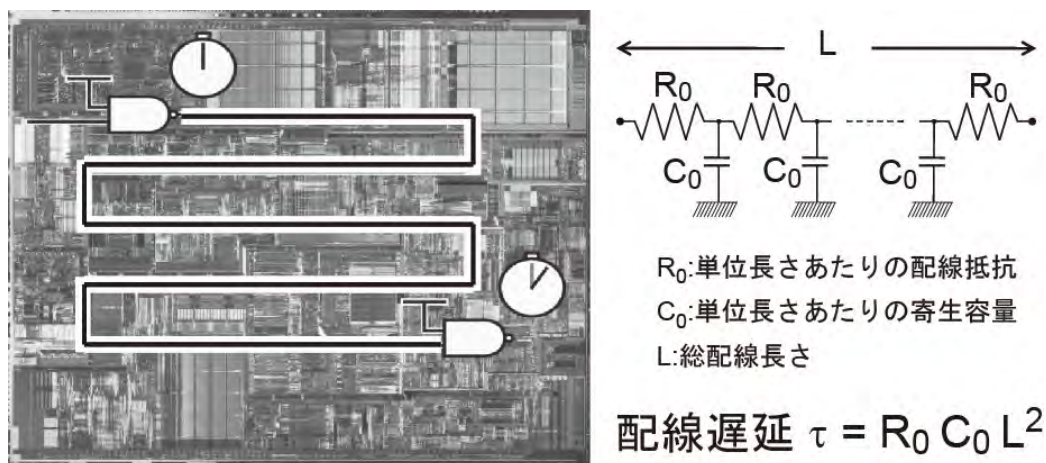 L
R₀ R₀ R₀
C₀ C₀ C₀
R₀:単位長さあたりの配線抵抗
C₀:単位長さあたりの寄生容量
L:総配線長さ
配線遅延 τ = R₀ C₀ L²